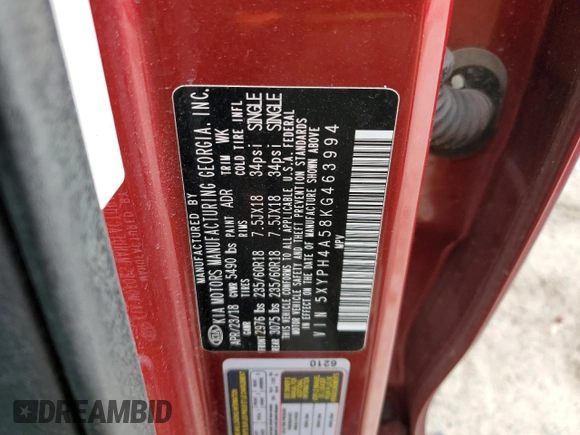 MANUFACTURED BY
KIA MOTORS MANUFACTURING GEORGIA, INC.
APR/23/18 GVWR 5490 lbs PAINT ADR TRIM WK
GAWR RIMS COLD TIRE INFL
FRONT 2976 lbs 235/60R18 7.5JX18 34psi SINGLE
REAR 3075 lbs 235/60R18 7.5JX18 34psi SINGLE
THIS VEHICLE CONFORMS TO ALL APPLICABLE U.S.A. FEDERAL
MOTOR VEHICLE SAFETY AND THEFT PREVENTION STANDARDS
IN EFFECT ON THE DATE OF MANUFACTURE SHOWN ABOVE
VIN 5XYPH4A58KG463994
MPV
6210
DREAMBID